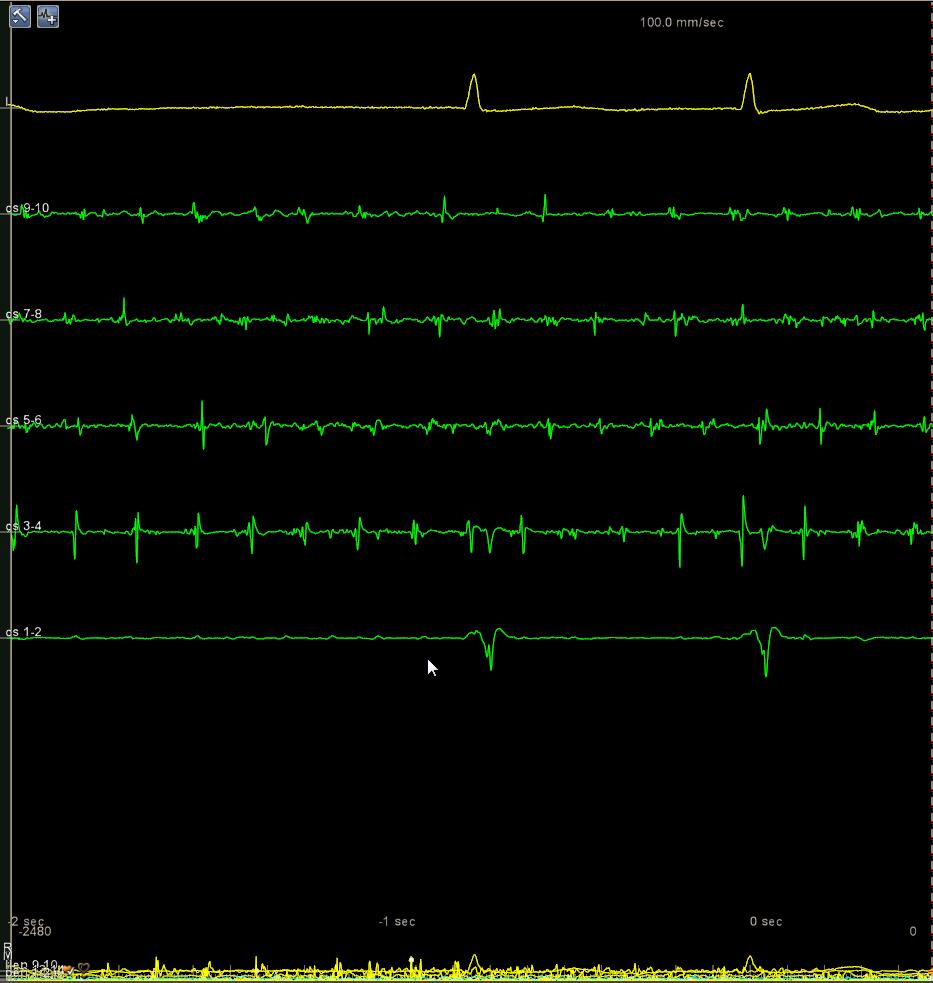 100.0 mm/sec
I
cs 9-10
cs 7-8
cs 5-6
cs 3-4
cs 1-2
-2 sec
-1 sec
0 sec
-2480
0